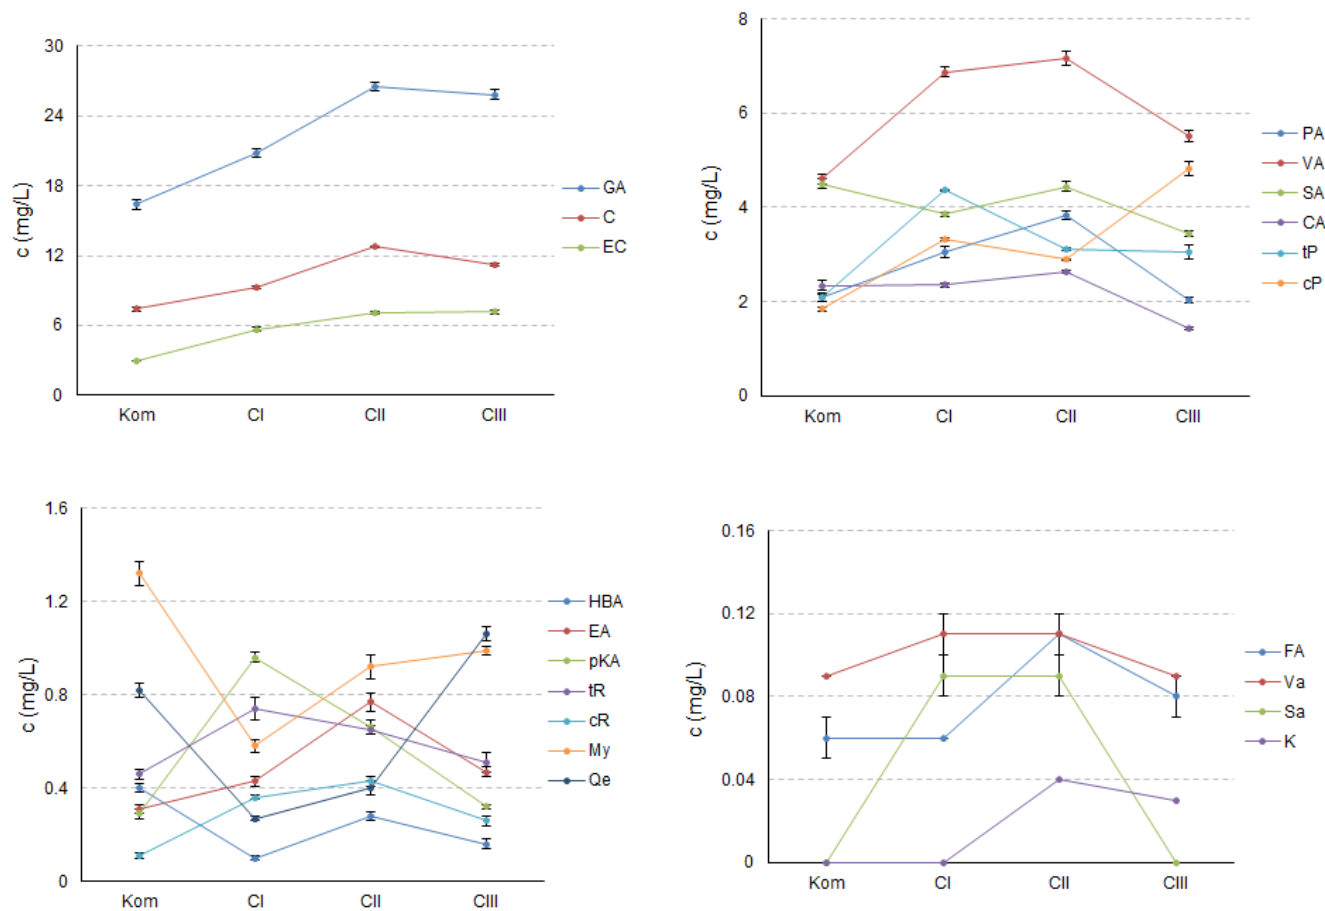 30
24
18
12
6
0
c (mg/L)
Kom CI CII CIII
GA
C
EC
8
6
4
2
0
c (mg/L)
Kom CI CII CIII
PA
VA
SA
CA
tP
cP
1.6
1.2
0.8
0.4
0
c (mg/L)
Kom CI CII CIII
HBA
EA
pKA
tR
cR
My
Qe
0.16
0.12
0.08
0.04
0
c (mg/L)
Kom CI CII CIII
FA
Va
Sa
K